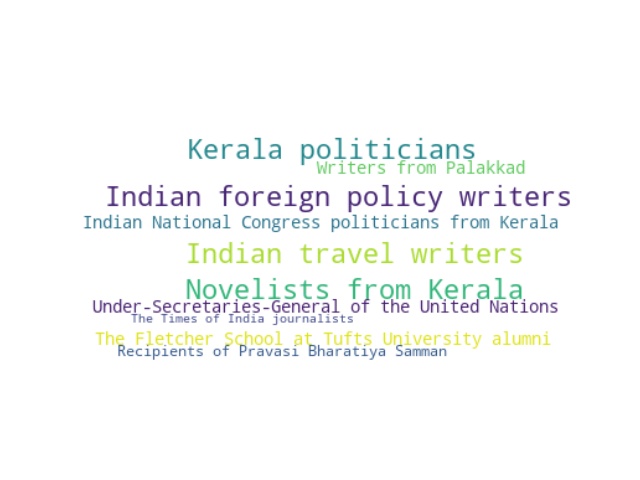 Kerala politicians
Writers from Palakkad
Indian foreign policy writers
Indian National Congress politicians from Kerala
Indian travel writers
Novelists from Kerala
Under-Secretaries-General of the United Nations
The Times of India journalists
The Fletcher School at Tufts University alumni
Recipients of Pravasi Bharatiya Samman